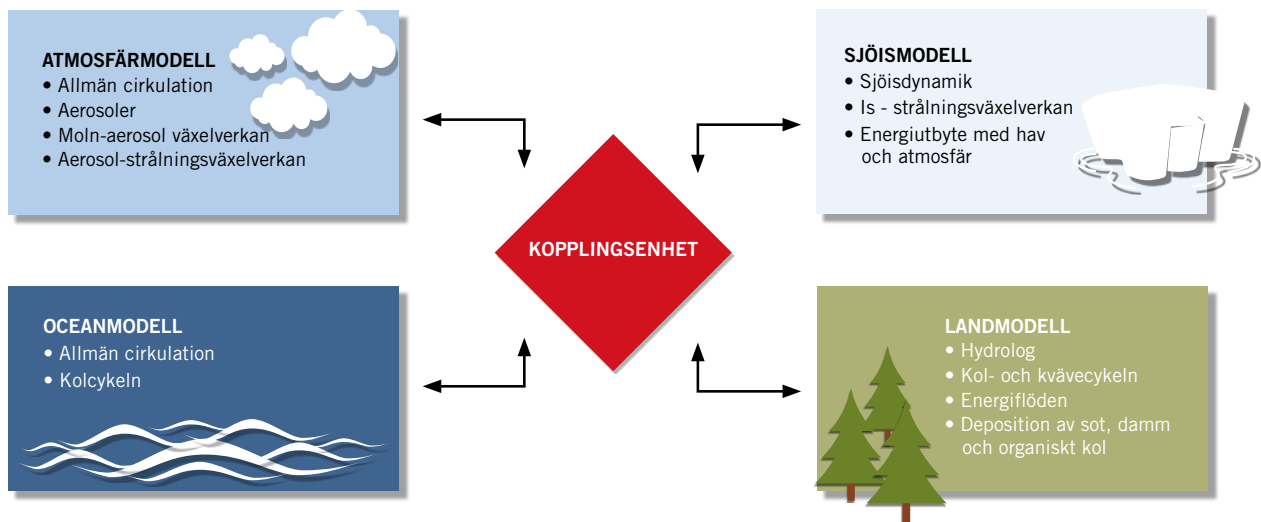 ATMOSFÄRMODELL
• Allmän cirkulation
• Aerosoler
• Moln-aerosol växelverkan
• Aerosol-strålningsväxelverkan
SJÖISMODELL
• Sjöisdynamik
• Is - strålningsväxelverkan
• Energiutbyte med hav
och atmosfär
KOPPLINGSENHET
OCEANMODELL
• Allmän cirkulation
• Kolcykeln
LANDMODELL
• Hydrolog
• Kol- och kvävecykeln
• Energiflöden
• Deposition av sot, damm
och organiskt kol